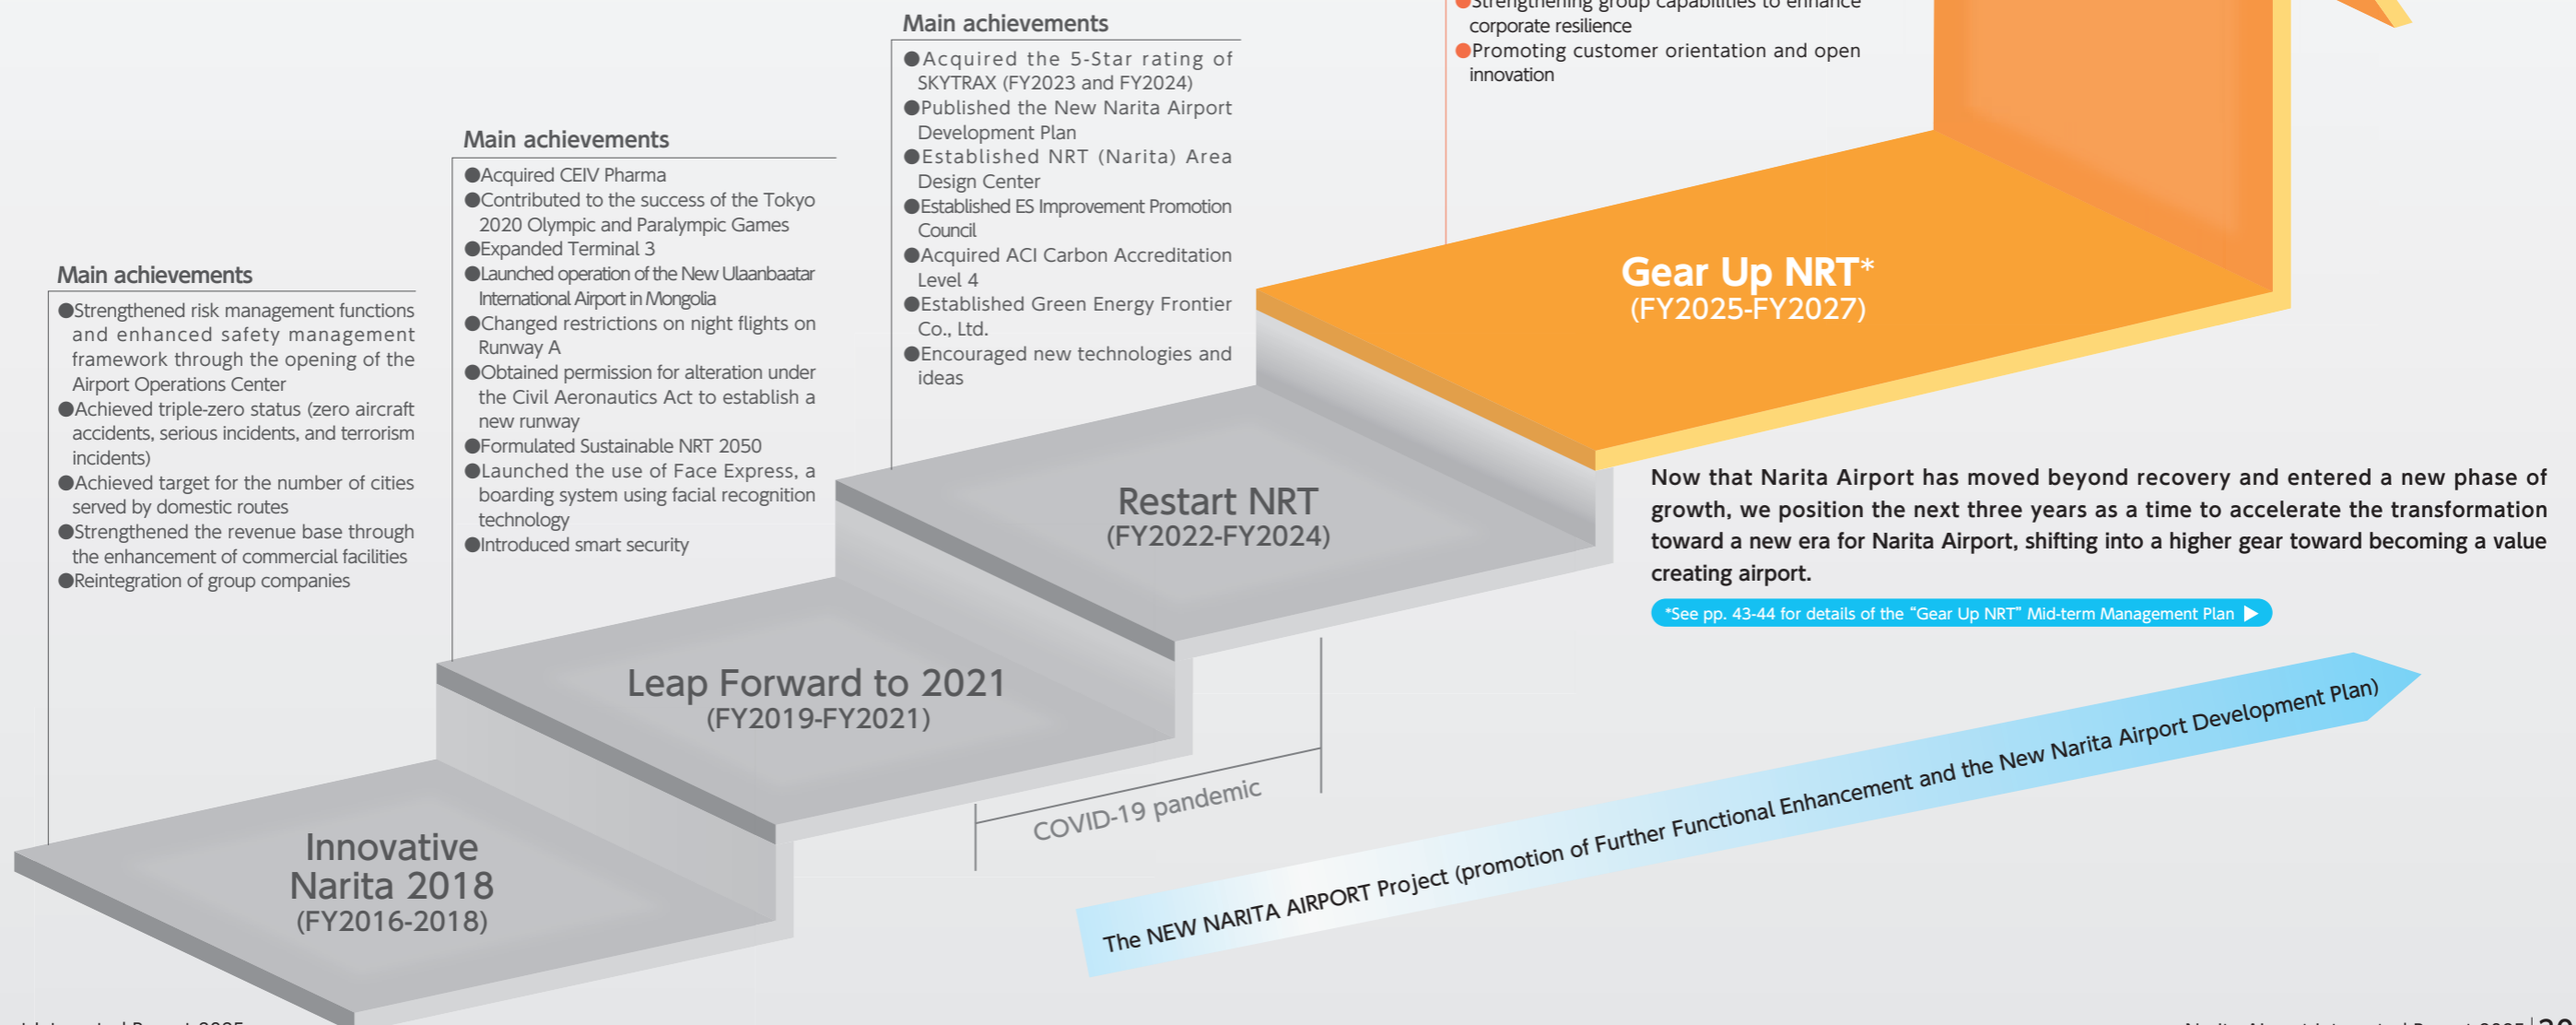 Main achievements
●Strengthened risk management functions
and enhanced safety management
framework through the opening of the
Airport Operations Center
●Achieved triple-zero status (zero aircraft
accidents, serious incidents, and terrorism
incidents)
●Achieved target for the number of cities
served by domestic routes
●Strengthened the revenue base through
the enhancement of commercial facilities
●Reintegration of group companies
Innovative
Narita 2018
(FY2016-2018)
Main achievements
●Acquired CEIV Pharma
●Contributed to the success of the Tokyo
2020 Olympic and Paralympic Games
●Expanded Terminal 3
●Launched operation of the New Ulaanbaatar
International Airport in Mongolia
●Changed restrictions on night flights on
Runway A
●Obtained permission for alteration under
the Civil Aeronautics Act to establish a
new runway
●Formulated Sustainable NRT 2050
●Launched the use of Face Express, a
boarding system using facial recognition
technology
●Introduced smart security
Leap Forward to 2021
(FY2019-FY2021)
Main achievements
●Acquired the 5-Star rating of
SKYTRAX (FY2023 and FY2024)
●Published the New Narita Airport
Development Plan
●Established NRT (Narita) Area
Design Center
●Established ES Improvement Promotion
Council
●Acquired ACI Carbon Accreditation
Level 4
●Established Green Energy Frontier
Co., Ltd.
●Encouraged new technologies and
ideas
Restart NRT
(FY2022-FY2024)
COVID-19 pandemic
●Strengthening group capabilities to enhance
corporate resilience
●Promoting customer orientation and open
innovation
Gear Up NRT*
(FY2025-FY2027)
Now that Narita Airport has moved beyond recovery and entered a new phase of
growth, we position the next three years as a time to accelerate the transformation
toward a new era for Narita Airport, shifting into a higher gear toward becoming a value
creating airport.
*See pp. 43-44 for details of the “Gear Up NRT” Mid-term Management Plan ▶
The NEW NARITA AIRPORT Project (promotion of Further Functional Enhancement and the New Narita Airport Development Plan)